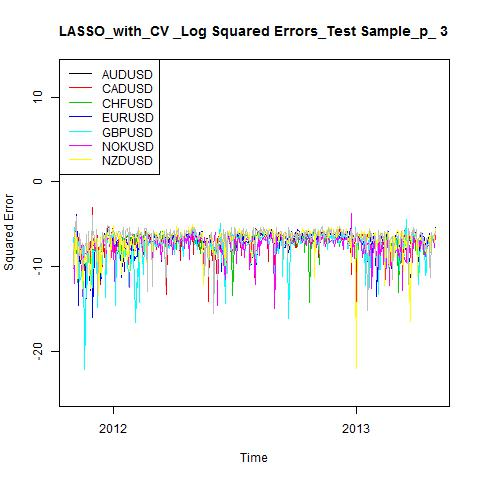 LASSO_with_CV _Log Squared Errors_Test Sample_p_ 3
AUDUSD
CADUSD
CHFUSD
EURUSD
GBPUSD
NOKUSD
NZDUSD
10
0
-10
-20
Squared Error
2012
2013
Time